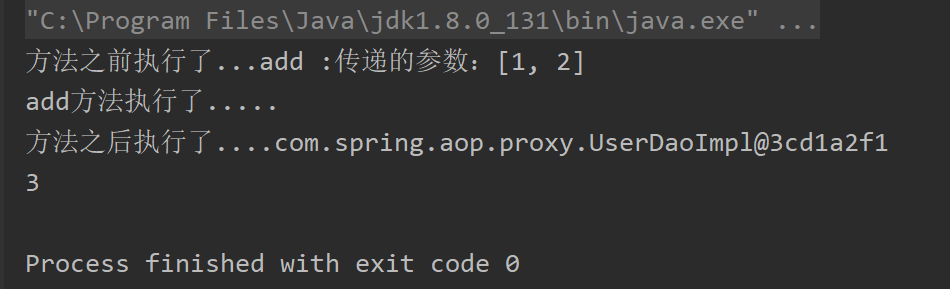 "C:\Program Files\Java\jdk1.8.0_131\bin\java.exe" ...
方法之前执行了...add :传递的参数：[1, 2]
add方法执行了.....
方法之后执行了....com.spring.aop.proxy.UserDaoImpl@3cd1a2f1
3
Process finished with exit code 0